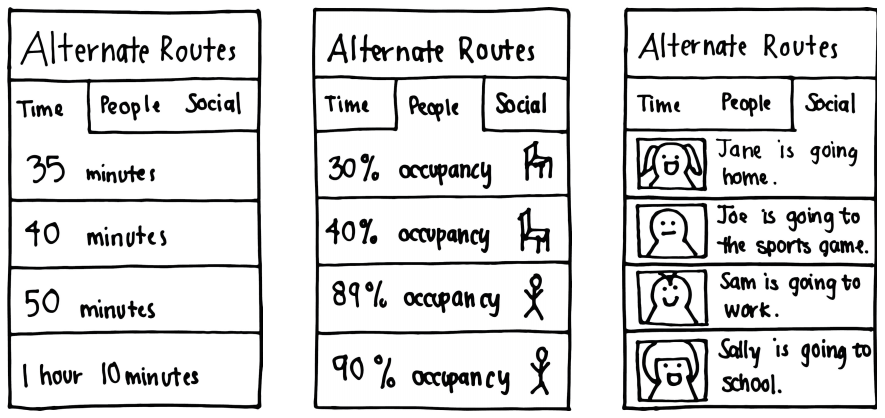 Alternate Routes
Time People Social
35 minutes
40 minutes
50 minutes
1 hour 10 minutes
Alternate Routes
Time People Social
30% occupancy
40% occupancy
89% occupancy
90% occupancy
Alternate Routes
Time People Social
Jane is going
home.
Joe is going to
the sports game.
Sam is going to
work.
Sally is going to
school.